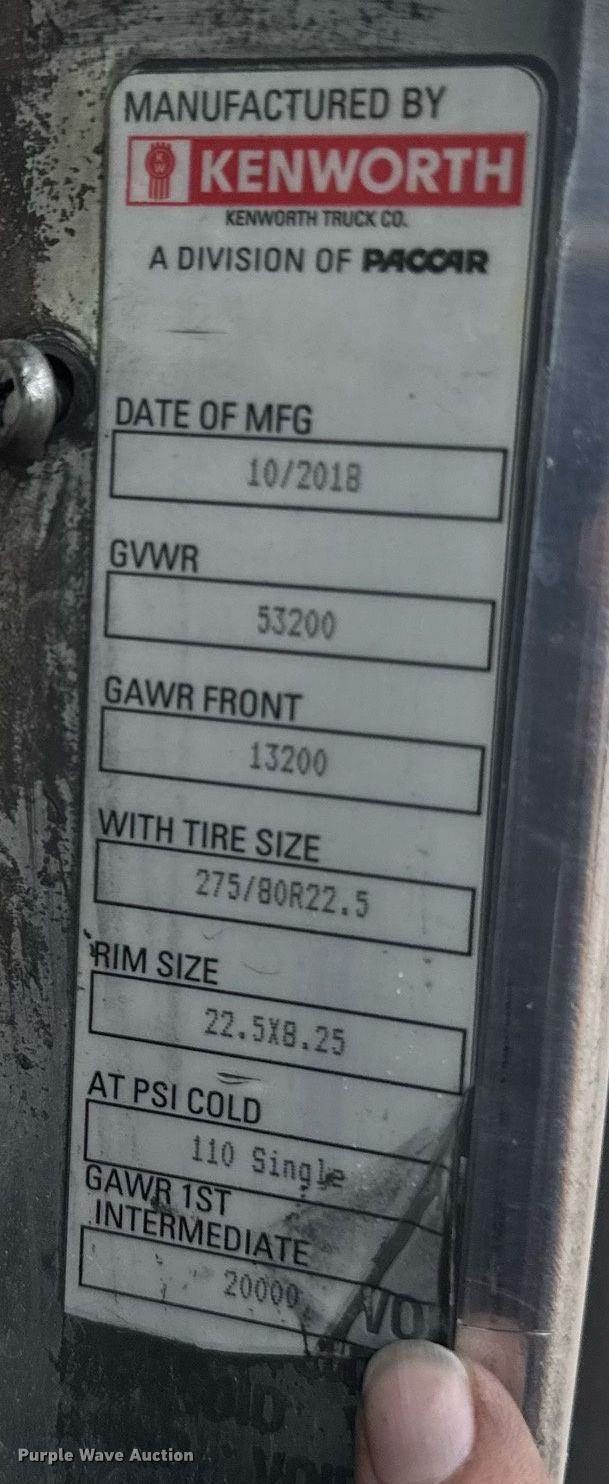 MANUFACTURED BY
KENWORTH
KENWORTH TRUCK CO.
A DIVISION OF PACCAR
DATE OF MFG
10/2018
GVWR
53200
GAWR FRONT
13200
WITH TIRE SIZE
275/80R22.5
RIM SIZE
22.5X8.25
AT PSI COLD
110 Single
GAWR 1ST
INTERMEDIATE
20000
VO
Purple Wave Auction